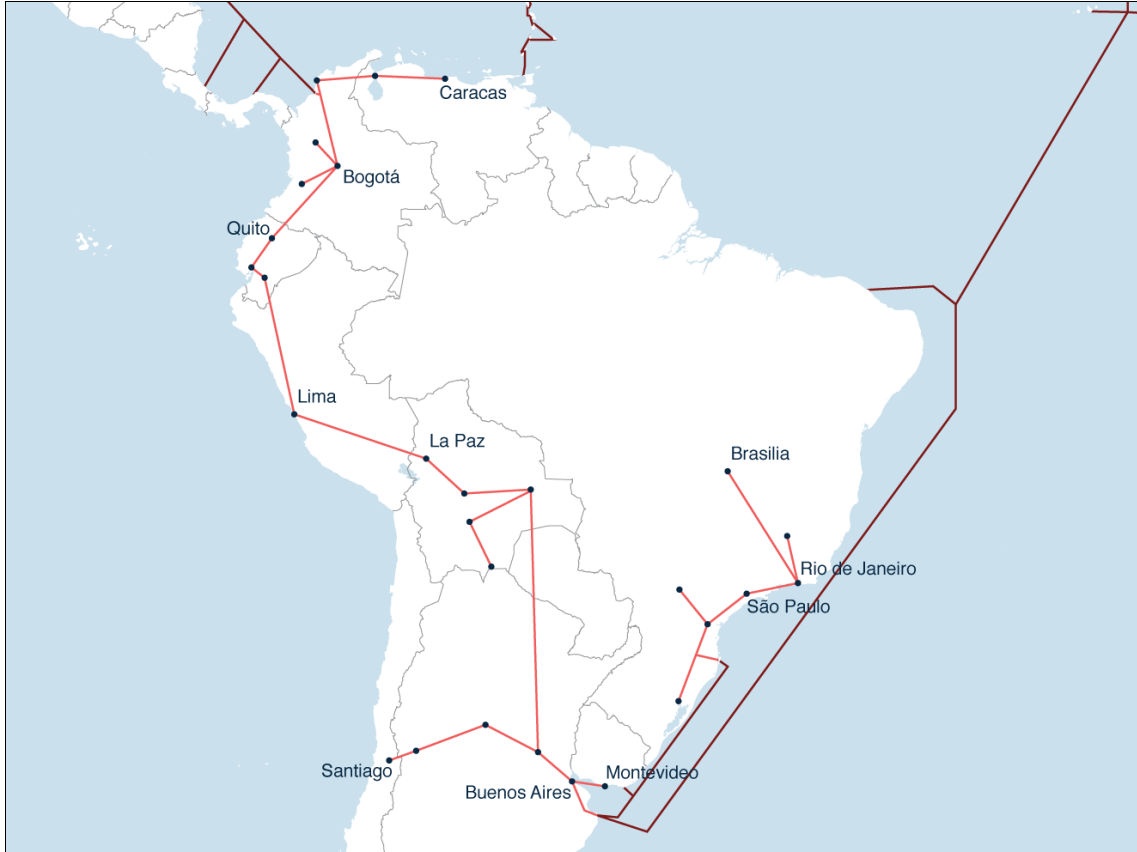 Caracas
Bogotá
Quito
Lima
La Paz
Brasilia
Rio de Janeiro
São Paulo
Santiago
Montevideo
Buenos Aires